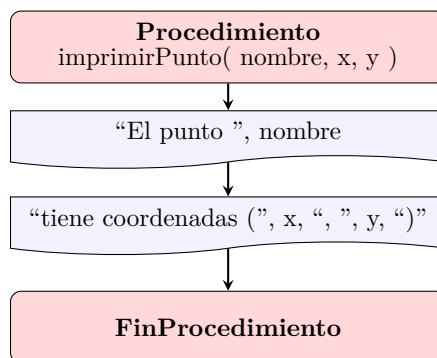 Procedimiento
imprimirPunto( nombre, x, y )
“El punto ”, nombre
“tiene coordenadas (”, x, “, ”, y, “)”
FinProcedimiento